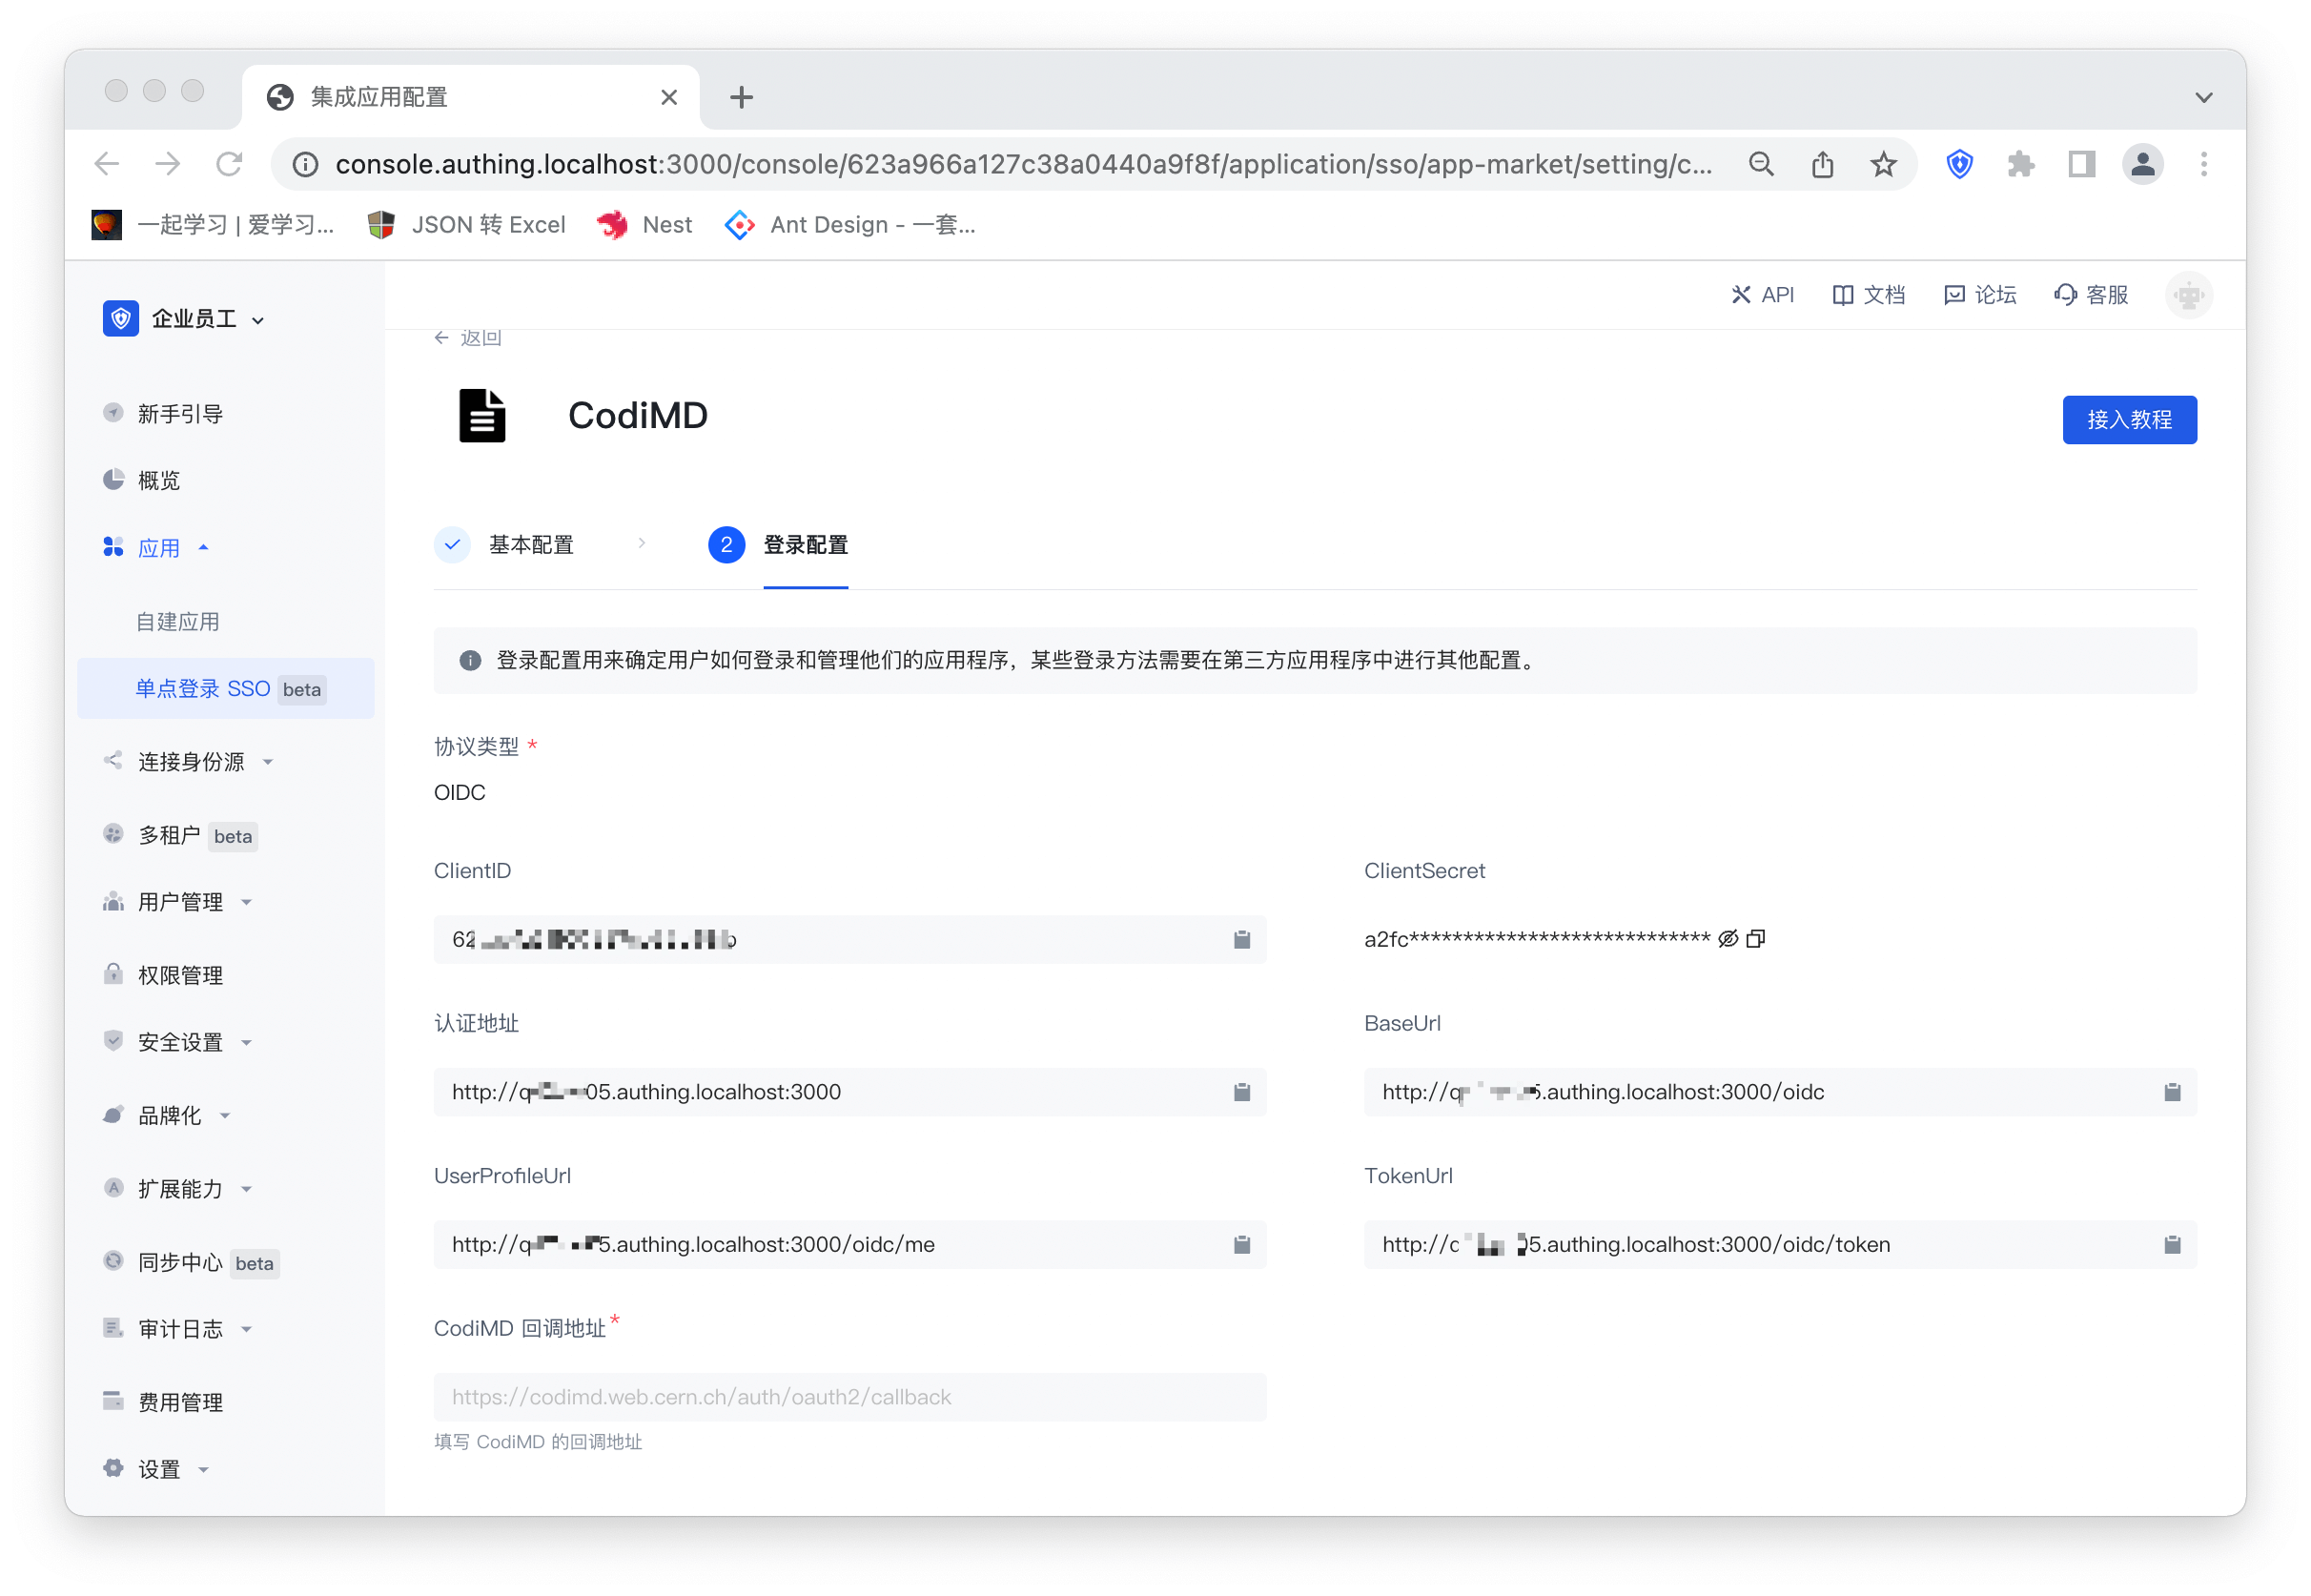 集成应用配置
console.authing.localhost:3000/console/623a966a127c38a0440a9f8f/application/sso/app-market/setting/c...
一起学习 | 爱学习... JSON 转 Excel Nest Ant Design - 一套...
企业员工
API 文档 论坛 客服
返回
新手引导
概览
应用
自建应用
单点登录 SSO beta
连接身份源
多租户 beta
用户管理
权限管理
安全设置
品牌化
扩展能力
同步中心 beta
审计日志
费用管理
设置
CodiMD
接入教程
基本配置
2 登录配置
登录配置用来确定用户如何登录和管理他们的应用程序，某些登录方法需要在第三方应用程序中进行其他配置。
协议类型 *
OIDC
ClientID
ClientSecret
a2fc****************************
认证地址
05.authing.localhost:3000
BaseUrl
5.authing.localhost:3000/oidc
UserProfileUrl
5.authing.localhost:3000/oidc/me
TokenUrl
05.authing.localhost:3000/oidc/token
CodiMD 回调地址*
https://codimd.web.cern.ch/auth/oauth2/callback
填写 CodiMD 的回调地址